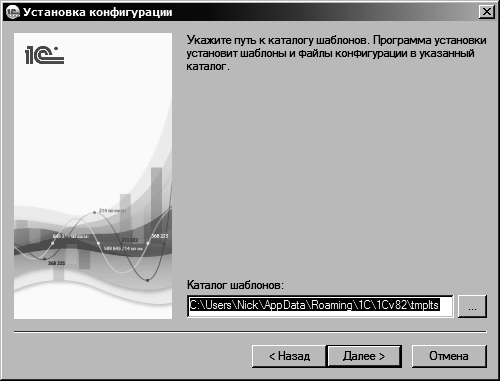 Установка конфигурации
1С
Укажите путь к каталогу шаблонов. Программа установки
установит шаблоны и файлы конфигурации в указанный
каталог.
Каталог шаблонов:
C:\Users\Nick\AppData\Roaming\1C\1Cv82\tmplts
...
< Назад
Далее >
Отмена